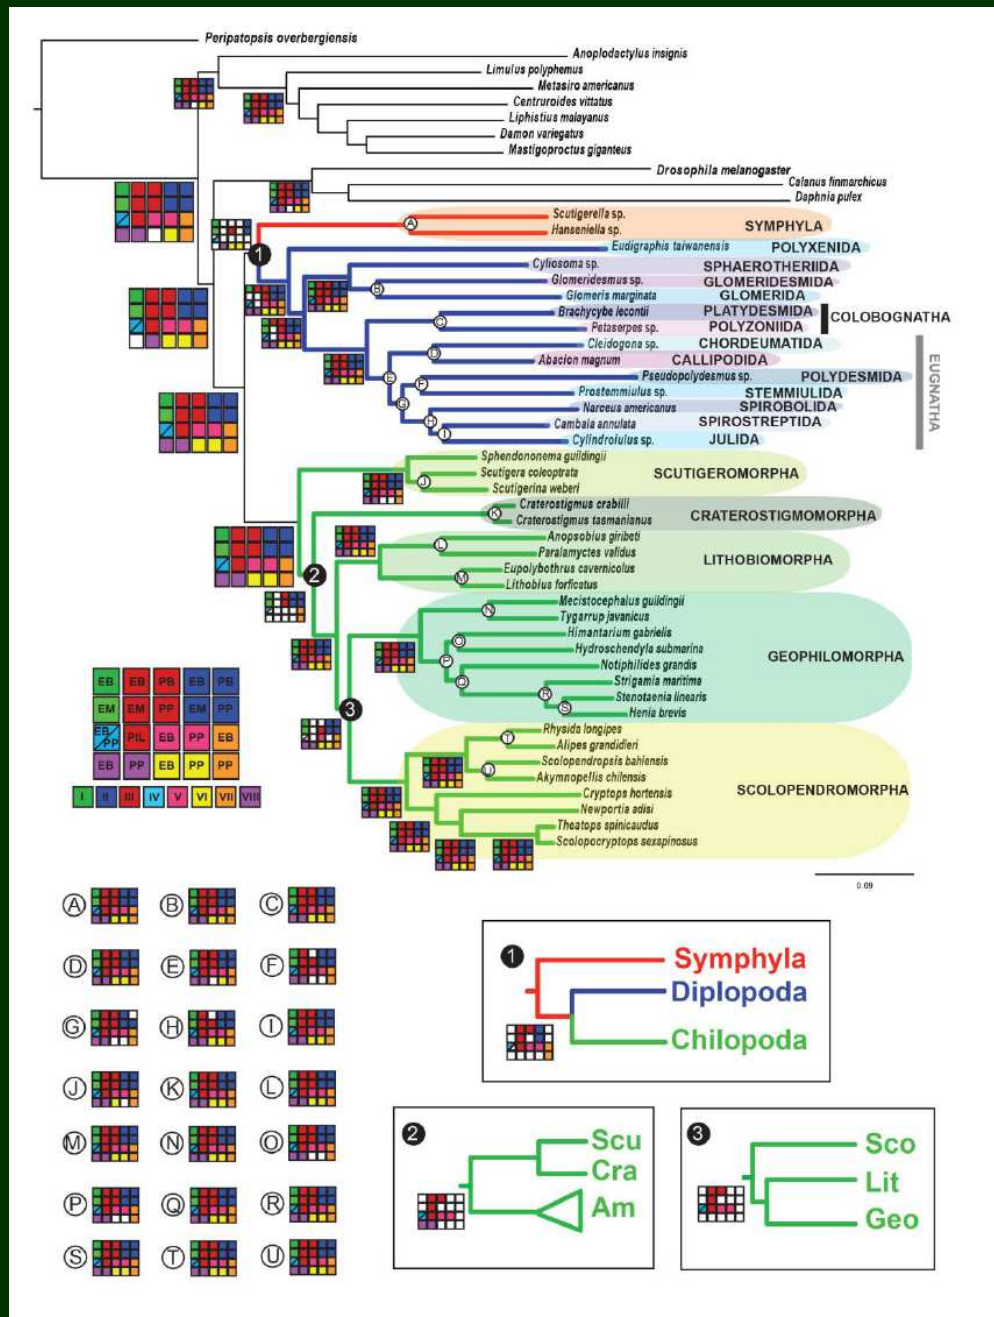 Peripatopsis overbergiensis
Anoplodactylus insignis
Limulus polyphemus
Metasiro americanus
Centruroides vittatus
Liphistius malayanus
Damon variegatus
Mastigoproctus giganteus
Drosophila melanogaster
Calanus finmarchicus
Daphnia pulex
Scutigerella sp.
A
SYMPHYLA
Hanseniella sp.
1
Eudigraphis taiwanensis POLYXENIDA
Cyliosoma sp. SPHAEROTHERIIDA
Glomeridesmus sp. GLOMERIDESMIDA
B
Glomeris marginata GLOMERIDA
Brachycybe lecontii PLATYDESMIDA
C
COLOBOGNATHA
Petaserpes sp. POLYZONIIDA
Cleidogona sp. CHORDEUMATIDA
D
Abacion magnum CALLIPODIDA
E
Pseudopolydesmus sp. POLYDESMIDA
F
EUGNATHA
Prostemmiulus sp. STEMMIULIDA
G
Narceus americanus SPIROBOLIDA
H
Cambala annulata SPIROSTREPTIDA
I
Cylindroiulus sp. JULIDA
Sphendononema guildingii
Scutigera coleoptrata SCUTIGEROMORPHA
J
Scutigerina weberi
Craterostigmus crabilli
K
CRATEROSTIGMOMORPHA
Craterostigmus tasmanianus
Anopsobius giribeti
L
Paralamyctes validus
LITHOBIOMORPHA
Eupolybothrus cavernicolus
2
M
Lithobius forficatus
Mecistocephalus guildingii
N
Tygarrup javanicus
Himantarium gabrielis
O
Hydroschendyla submarina
GEOPHILOMORPHA
P
Notiphilides grandis
Q
Strigamia maritima
R
Stenotaenia linearis
S
Henia brevis
3
Rhysida longipes
T
Alipes grandidieri
Scolopendropsis bahiensis
U
Akymnopellis chilensis
SCOLOPENDROMORPHA
Cryptops hortensis
Newportia adisi
Theatops spinicaudus
Scolopocryptops sexspinosus
0.09
EB EB PB EB PB
EM EM PP EM PP
EB/PP PIL EB PP EB
EB PP EB PP PP
I II III IV V VI VII VIII
A B C
D E F
G H I
J K L
M N O
P Q R
S T U
1
Symphyla
Diplopoda
Chilopoda
2
Scu
Cra
Am
3
Sco
Lit
Geo